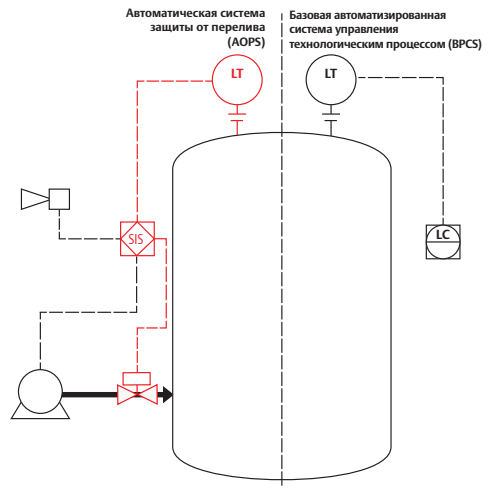 Автоматическая система
защиты от перелива
(AOPS)
Базовая автоматизированная
система управления
технологическим процессом (BPCS)
LT
LT
SIS
LC